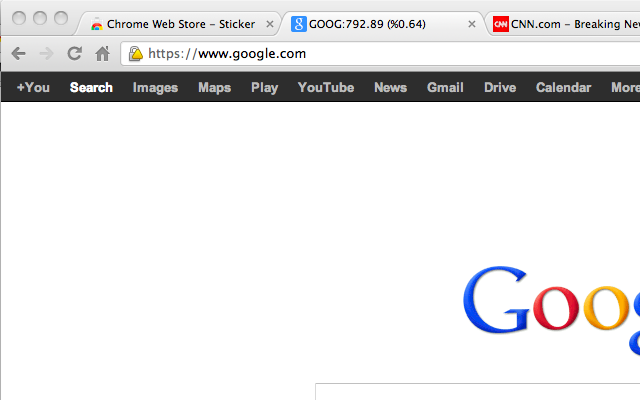 Chrome Web Store – Sticker
GOOG:792.89 (%0.64)
CNN
CNN.com – Breaking New
https://www.google.com
+You Search Images Maps Play YouTube News Gmail Drive Calendar More
Goog